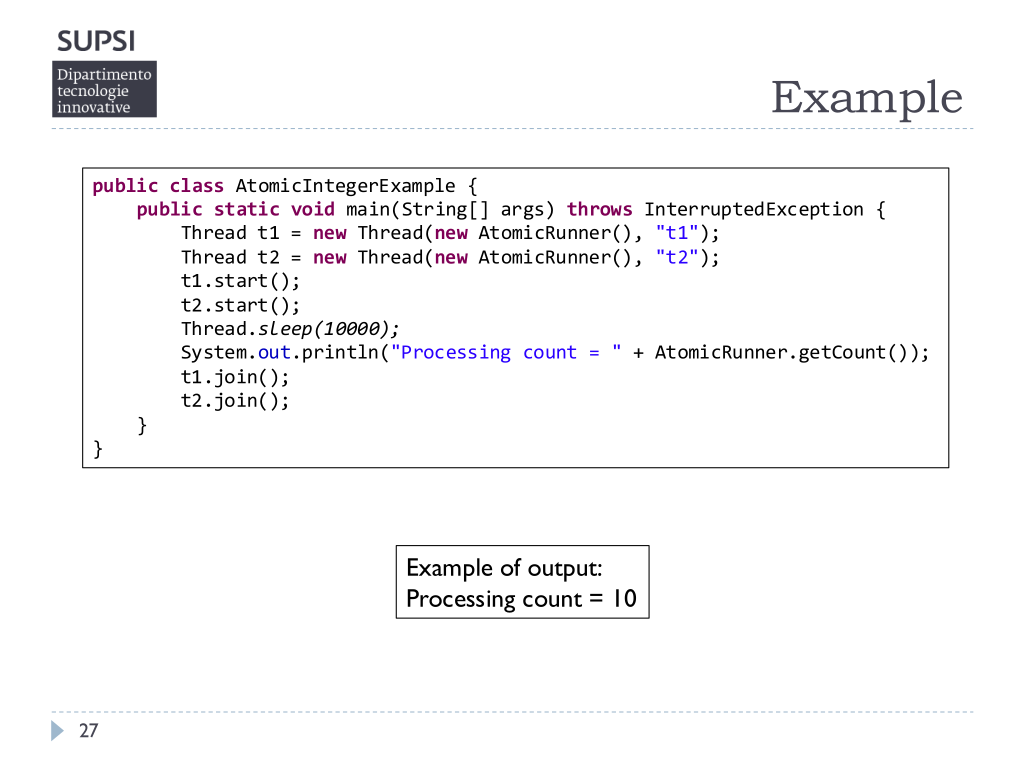 SUPSI
Dipartimento
tecnologie
innovative
Example
public class AtomicIntegerExample {
    public static void main(String[] args) throws InterruptedException {
        Thread t1 = new Thread(new AtomicRunner(), "t1");
        Thread t2 = new Thread(new AtomicRunner(), "t2");
        t1.start();
        t2.start();
        Thread.sleep(10000);
        System.out.println("Processing count = " + AtomicRunner.getCount());
        t1.join();
        t2.join();
    }
}
Example of output:
Processing count = 10
27